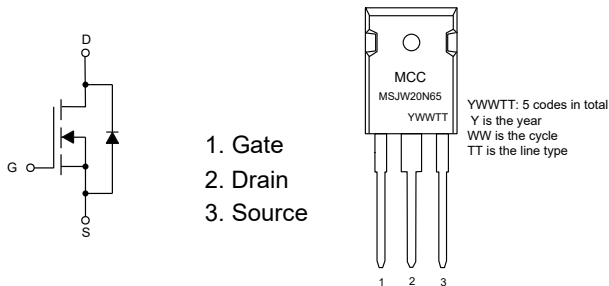 D
G
S
1. Gate
2. Drain
3. Source
MCC
MSJW20N65
YWWTT
1 2 3
YWWTT: 5 codes in total
Y is the year
WW is the cycle
TT is the line type